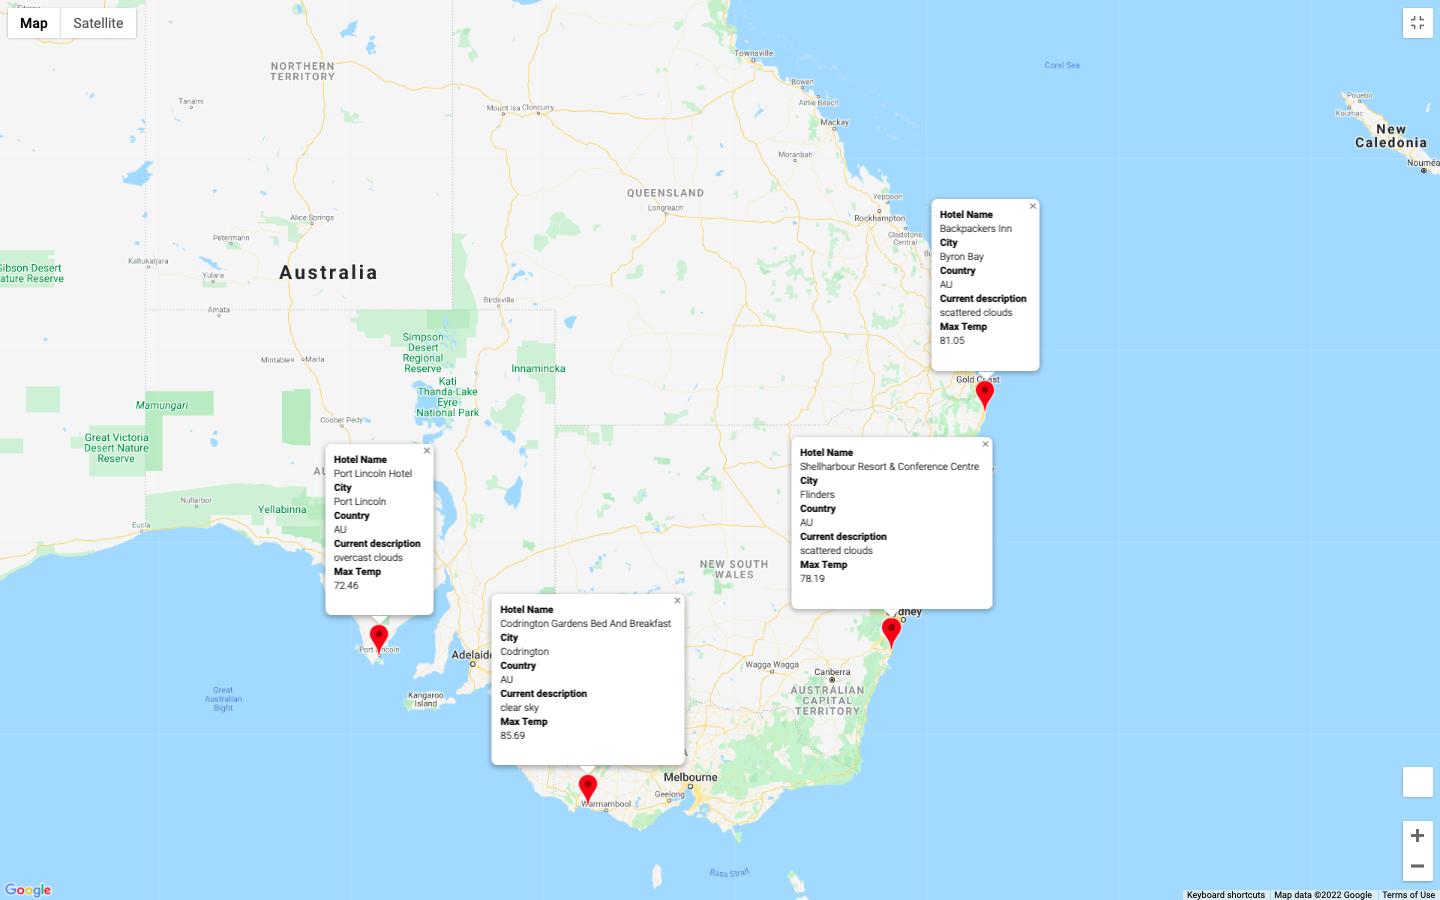 Map
Satellite
NORTHERN
TERRITORY
Tanami
Mount Isa
Cloncurry
Townsville
Bowen
Airlie Beach
Mackay
Moranbah
Coral Sea
Pouebo
Koumac
New
Caledonia
Nouméa
QUEENSLAND
Longreach
Yeppoon
Rockhampton
Gladstone
Central
Bu
Alice Springs
Petermann
Kaltukatjara
Yulara
Gibson Desert
ature Reserve
Australia
Amata
Birdsville
Mintabie
Marla
Simpson
Desert
Regional
Reserve
Innamincka
Kati
Thanda-Lake
Eyre
National Park
Mamungari
Coober Pedy
Great Victoria
Desert Nature
Reserve
AU
Nullarbor
Yellabinna
Eucla
Hotel Name
Backpackers Inn
City
Byron Bay
Country
AU
Current description
scattered clouds
Max Temp
81.05
Gold Coast
Hotel Name
Port Lincoln Hotel
City
Port Lincoln
Country
AU
Current description
overcast clouds
Max Temp
72.46
Port Lincoln
Hotel Name
Shellharbour Resort & Conference Centre
City
Flinders
Country
AU
Current description
scattered clouds
Max Temp
78.19
dney
NEW SOUTH
WALES
Hotel Name
Codrington Gardens Bed And Breakfast
City
Codrington
Country
AU
Current description
clear sky
Max Temp
85.69
Adelaide
Kangaroo
Island
Great
Australian
Bight
Wagga Wagga
Canberra
AUSTRALIAN
CAPITAL
TERRITORY
A
Melbourne
Geelong
Warrnambool
Bass Strait
Google
Keyboard shortcuts
Map data ©2022 Google
Terms of Use